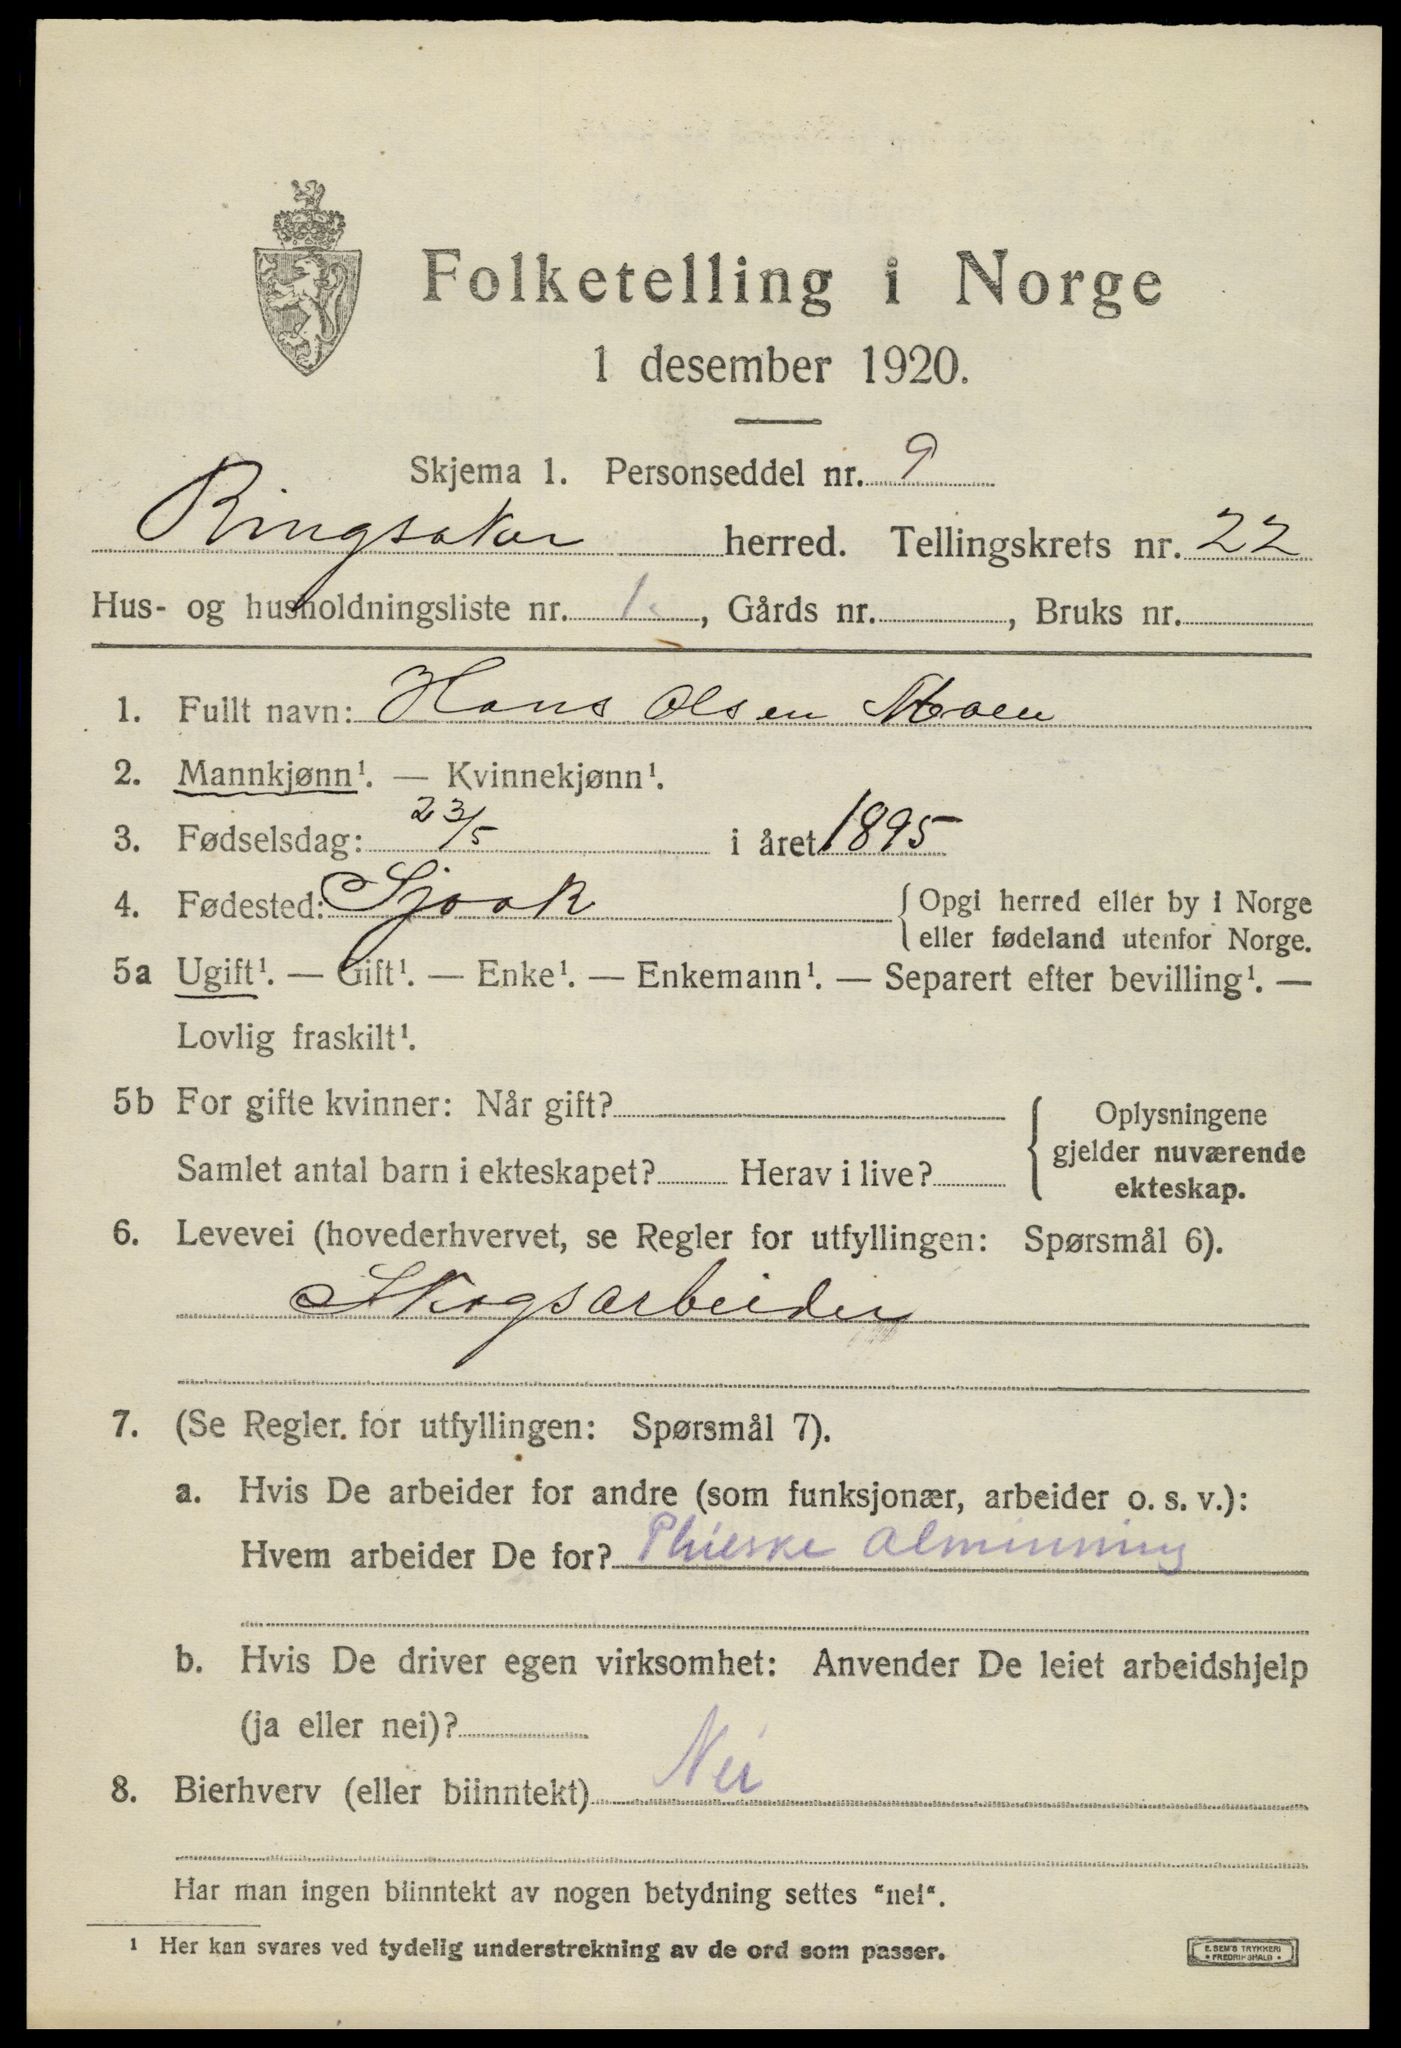 Folketelling i Norge
1 desember 1920.
Skjema 1. Personseddel nr. 9
Ringsaker herred. Tellingskrets nr. 22
Hus- og husholdningsliste nr. 1, Gårds nr. , Bruks nr.
1. Fullt navn: Hans Olsen Moen
2. Mannkjønn¹. — Kvinnekjønn¹.
3. Fødselsdag: 23/5 i året 1895
4. Fødested: Sjoak { Opgi herred eller by i Norge
eller fødeland utenfor Norge.
5a Ugift¹. — Gift¹. — Enke¹. — Enkemann¹. — Separert efter bevilling¹. —
Lovlig fraskilt¹.
5b For gifte kvinner: Når gift? { Oplysningene
gjelder nuværende
ekteskap.
Samlet antal barn i ekteskapet? Herav i live?
6. Levevei (hovederhvervet, se Regler for utfyllingen: Spørsmål 6).
Skogsarbeider
7. (Se Regler for utfyllingen: Spørsmål 7).
a. Hvis De arbeider for andre (som funksjonær, arbeider o. s. v.):
Hvem arbeider De for? Almining
b. Hvis De driver egen virksomhet: Anvender De leiet arbeidshjelp
(ja eller nei)?
8. Bierhverv (eller biinntekt) Nei
Har man ingen biinntekt av nogen betydning settes "nei".
¹ Her kan svares ved tydelig understrekning av de ord som passer.
E. SEM'S TRYKKERI
• FREDRIKSHALD •